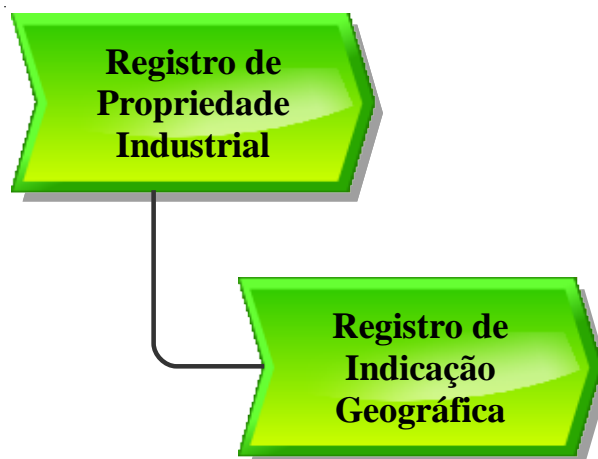 Registro de
Propriedade
Industrial
Registro de
Indicação
Geográfica